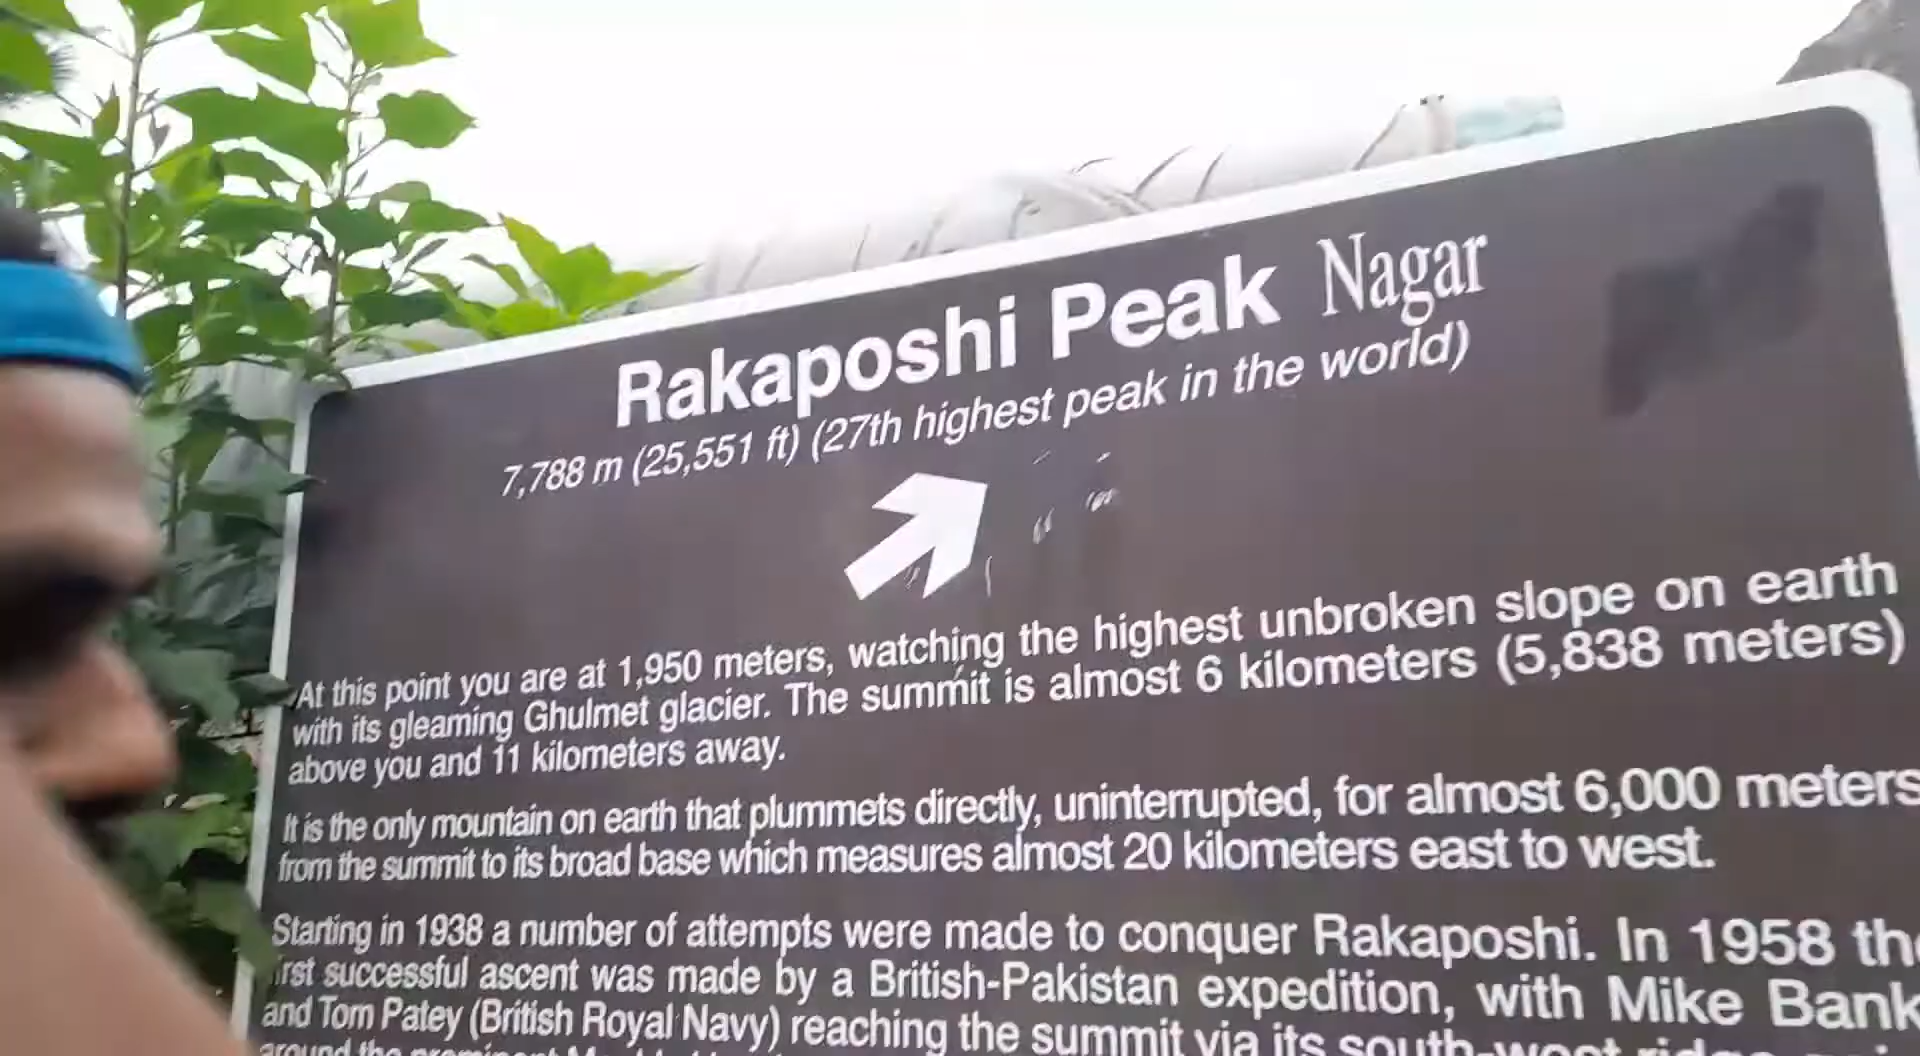 Rakaposhi Peak Nagar
7,788 m (25,551 ft) (27th highest peak in the world)
At this point you are at 1,950 meters, watching the highest unbroken slope on earth
with its gleaming Ghulmet glacier. The summit is almost 6 kilometers (5,838 meters)
above you and 11 kilometers away.
It is the only mountain on earth that plummets directly, uninterrupted, for almost 6,000 meters
from the summit to its broad base which measures almost 20 kilometers east to west.
Starting in 1938 a number of attempts were made to conquer Rakaposhi. In 1958 the
first successful ascent was made by a British-Pakistan expedition, with Mike Bank
and Tom Patey (British Royal Navy) reaching the summit via its south-west
around the